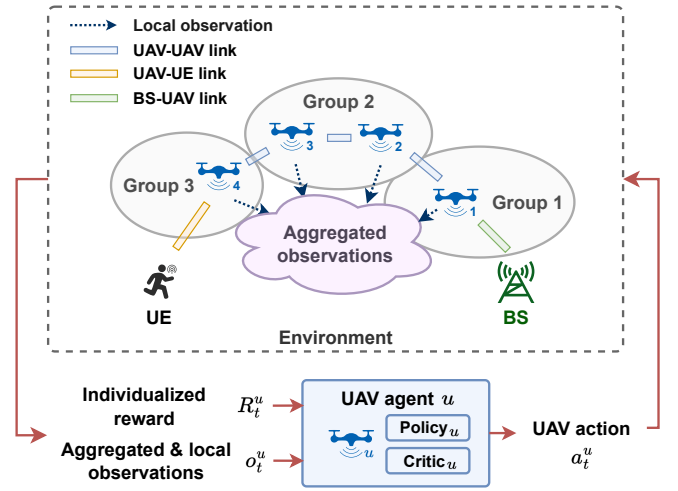 Local observation
UAV-UAV link
UAV-UE link
BS-UAV link
Group 2
3
2
Group 3
4
Group 1
1
Aggregated
observations
UE
BS
Environment
Individualized
reward
R_t^u
Aggregated & local
observations
o_t^u
UAV agent u
u
Policy_u
Critic_u
UAV action
a_t^u